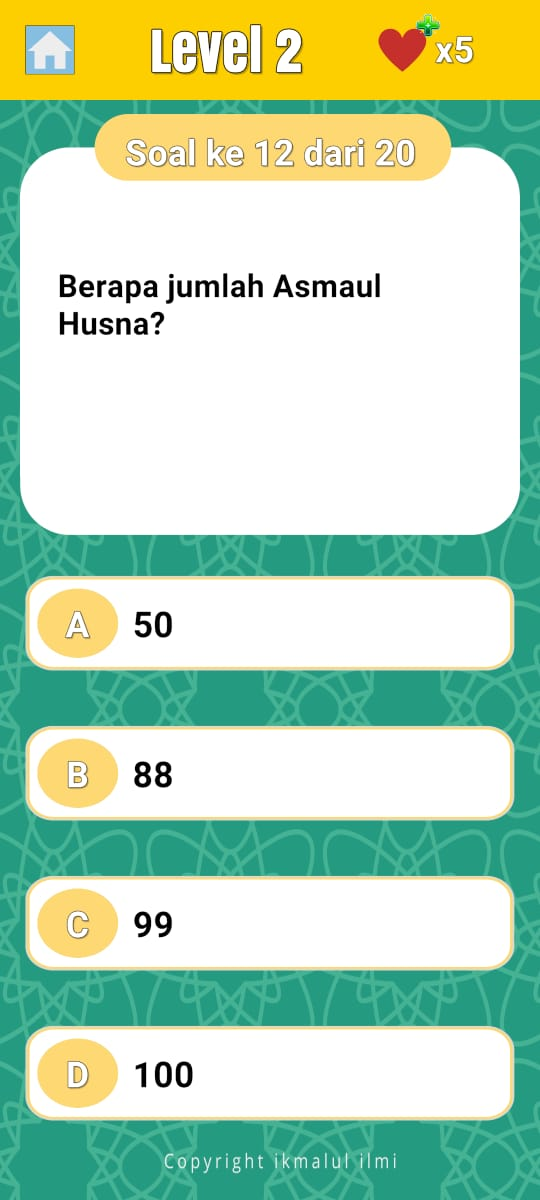 Level 2
x5
Soal ke 12 dari 20
Berapa jumlah Asmaul
Husna?
A 50
B 88
C 99
D 100
Copyright ikmalul ilmi